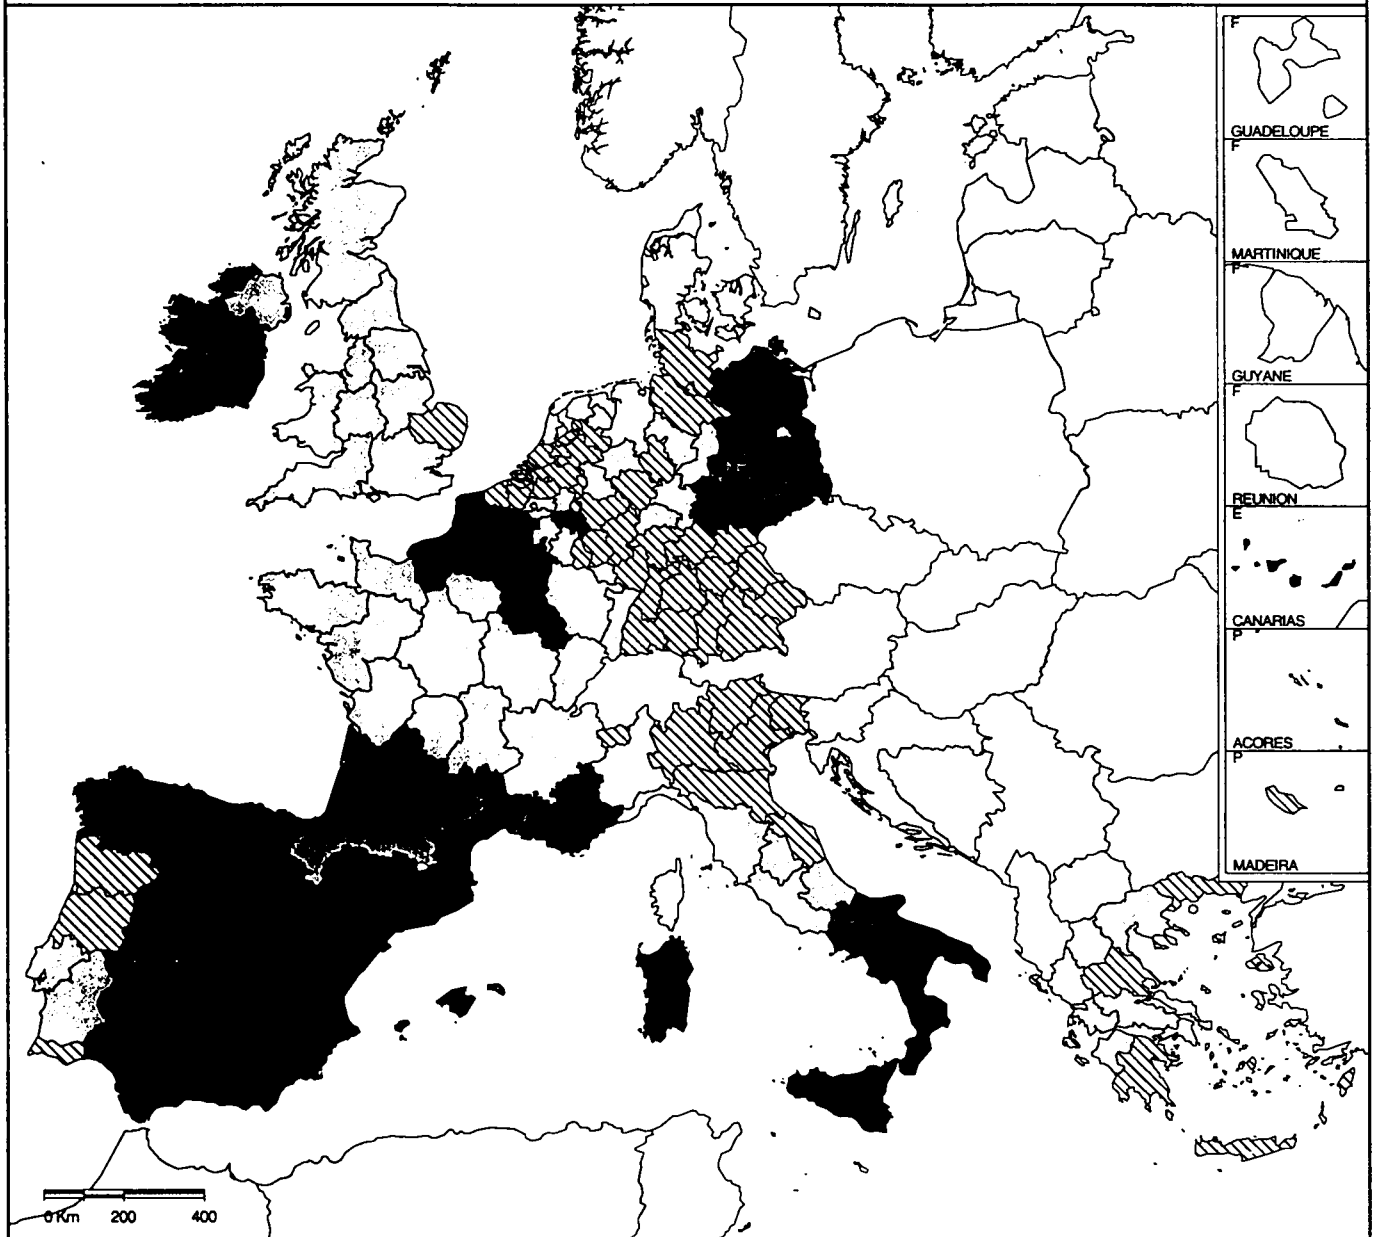 F
GUADELOUPE
F
MARTINIQUE
F
GUYANE
F
REUNION
E
CANARIAS
P
ACORES
P
MADEIRA
0 Km 200 400